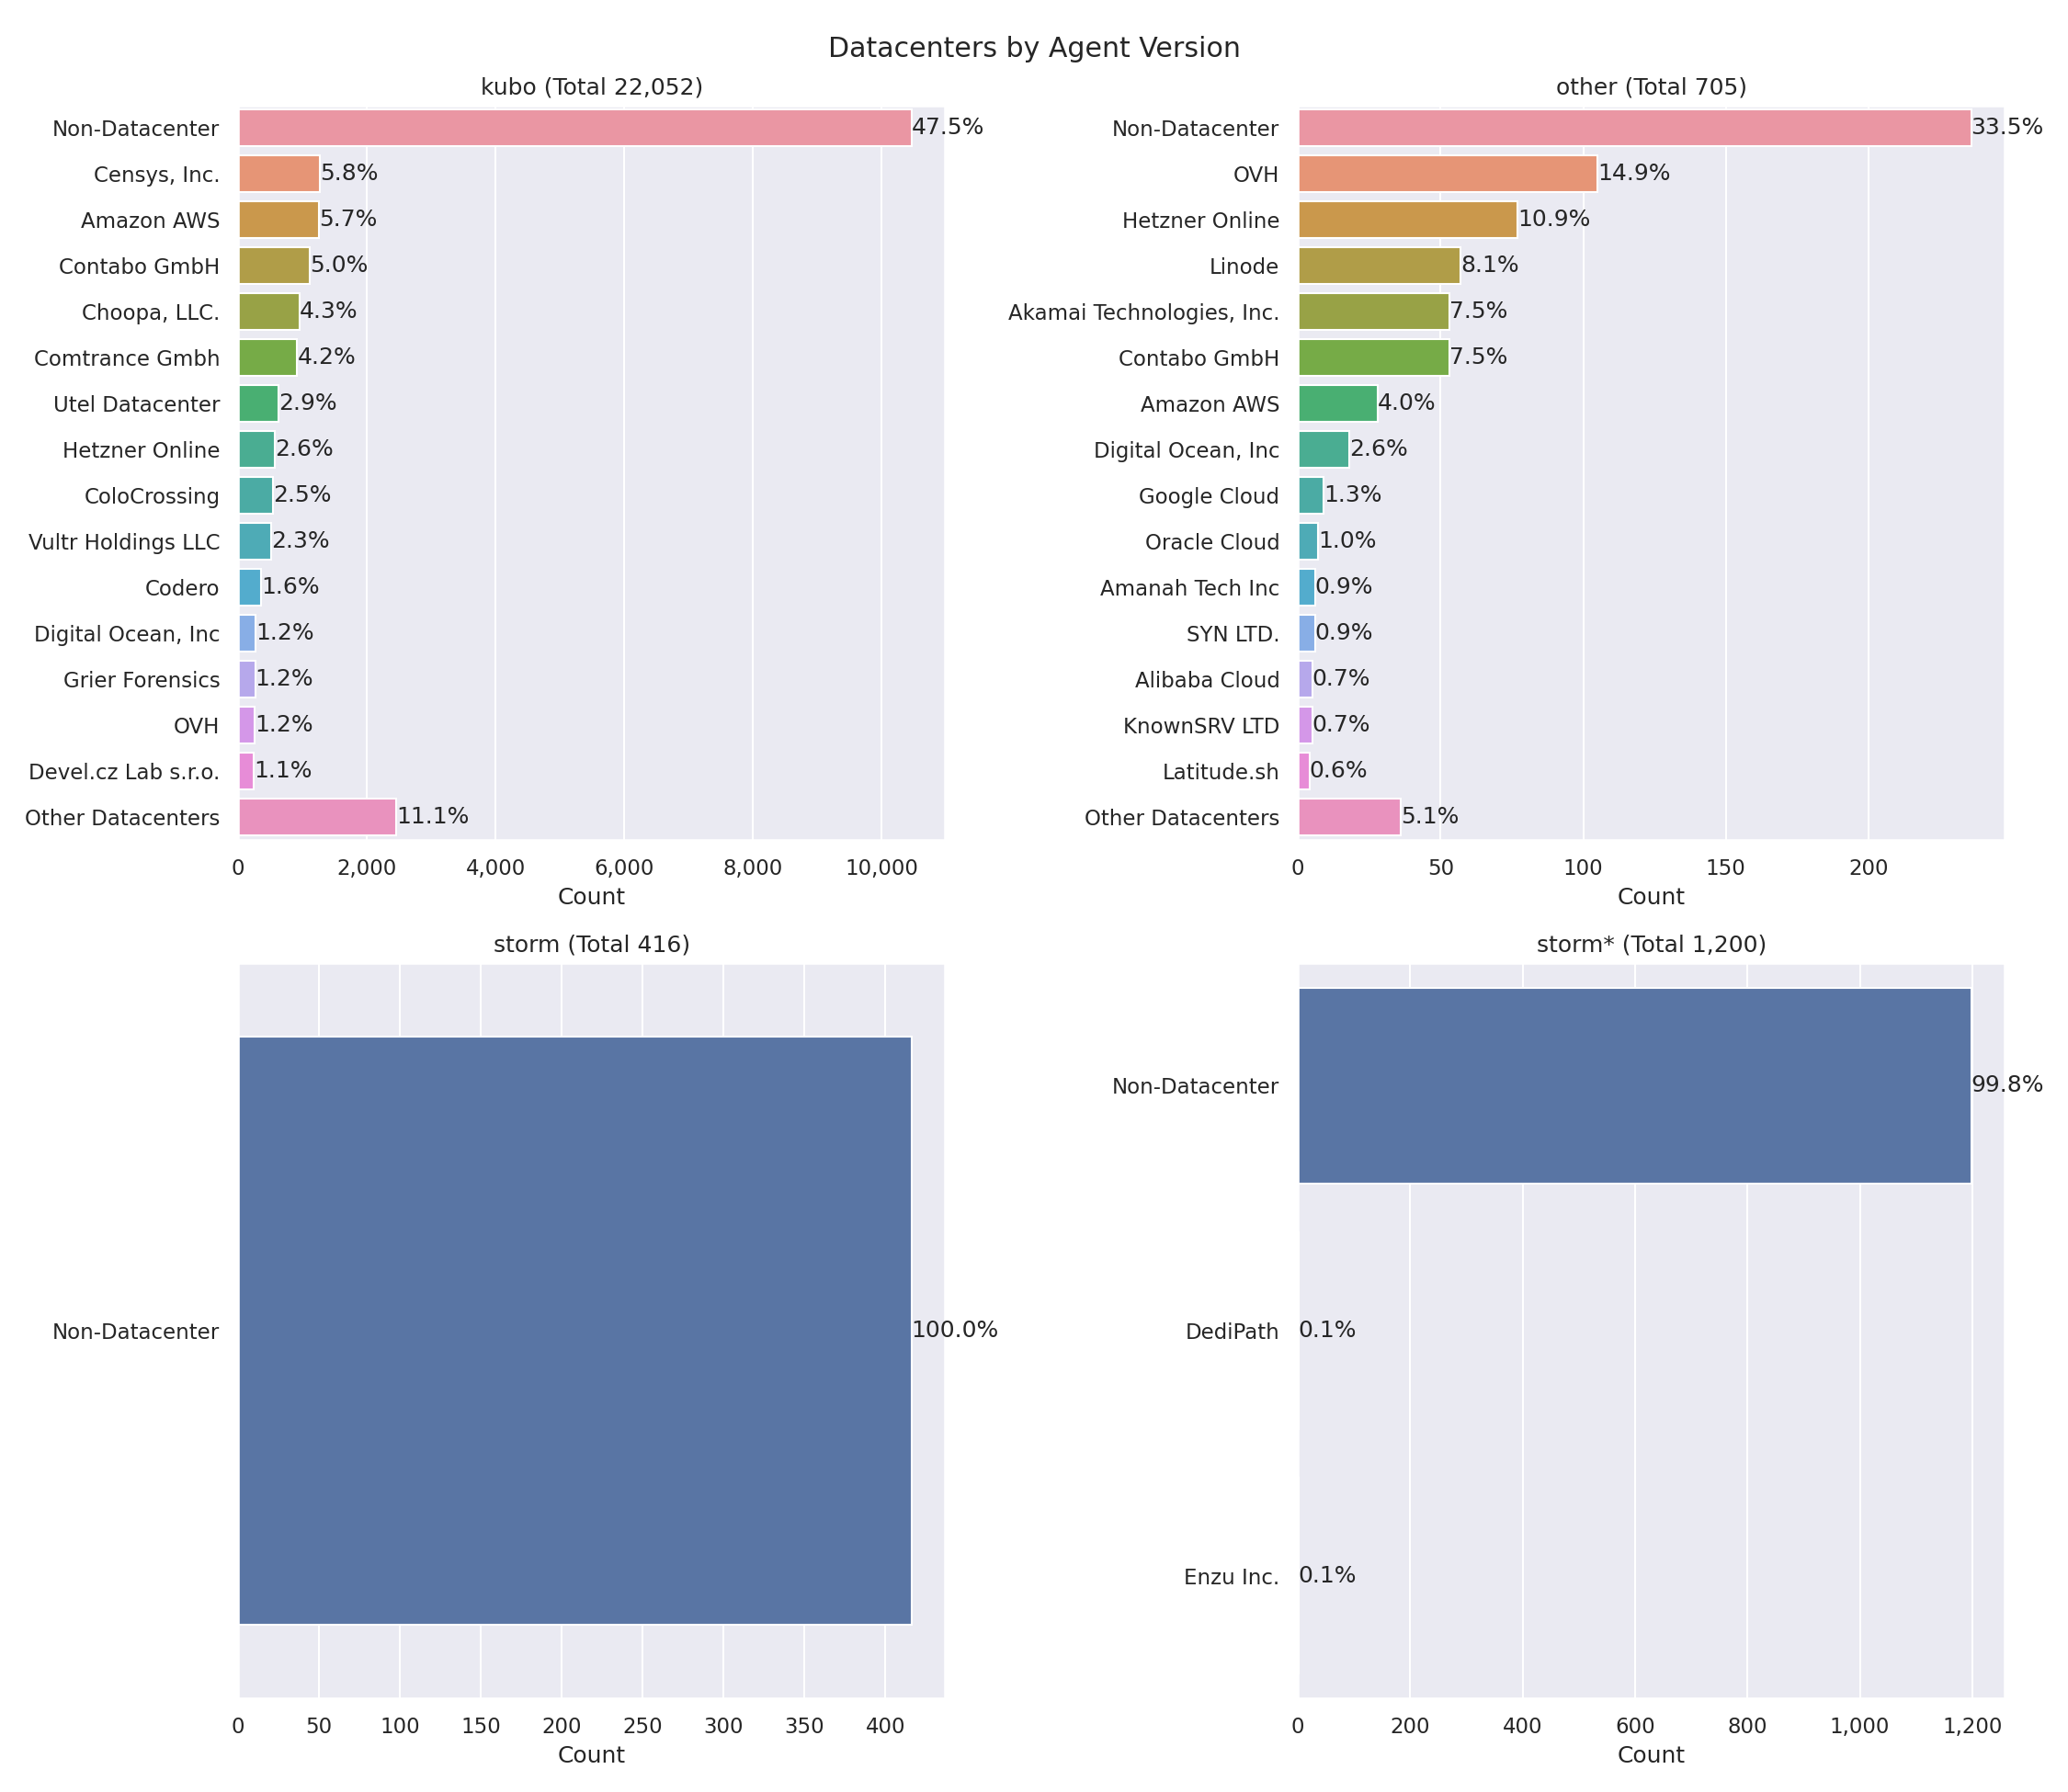 Datacenters by Agent Version
kubo (Total 22,052)
Non-Datacenter 47.5%
Censys, Inc. 5.8%
Amazon AWS 5.7%
Contabo GmbH 5.0%
Choopa, LLC. 4.3%
Comtrance Gmbh 4.2%
Utel Datacenter 2.9%
Hetzner Online 2.6%
ColoCrossing 2.5%
Vultr Holdings LLC 2.3%
Codero 1.6%
Digital Ocean, Inc 1.2%
Grier Forensics 1.2%
OVH 1.2%
Devel.cz Lab s.r.o. 1.1%
Other Datacenters 11.1%
0 2,000 4,000 6,000 8,000 10,000
Count
other (Total 705)
Non-Datacenter 33.5%
OVH 14.9%
Hetzner Online 10.9%
Linode 8.1%
Akamai Technologies, Inc. 7.5%
Contabo GmbH 7.5%
Amazon AWS 4.0%
Digital Ocean, Inc 2.6%
Google Cloud 1.3%
Oracle Cloud 1.0%
Amanah Tech Inc 0.9%
SYN LTD. 0.9%
Alibaba Cloud 0.7%
KnownSRV LTD 0.7%
Latitude.sh 0.6%
Other Datacenters 5.1%
0 50 100 150 200
Count
storm (Total 416)
Non-Datacenter 100.0%
0 50 100 150 200 250 300 350 400
Count
storm* (Total 1,200)
Non-Datacenter 99.8%
DediPath 0.1%
Enzu Inc. 0.1%
0 200 400 600 800 1,000 1,200
Count